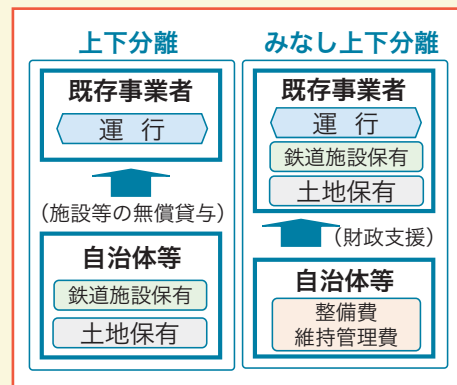 上下分離
既存事業者
運行
(施設等の無償貸与)
自治体等
鉄道施設保有
土地保有
みなし上下分離
既存事業者
運行
鉄道施設保有
土地保有
(財政支援)
自治体等
整備費
維持管理費